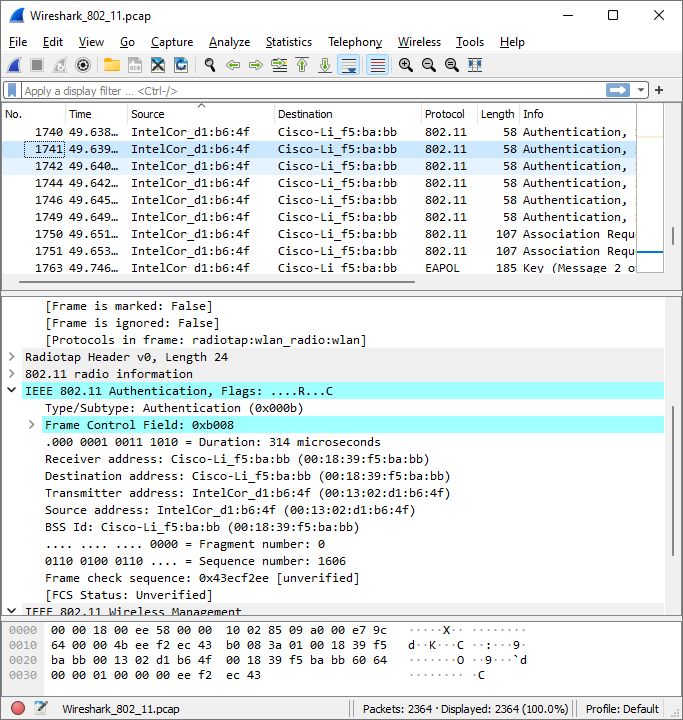 Wireshark_802_11.pcap
File Edit View Go Capture Analyze Statistics Telephony Wireless Tools Help
Apply a display filter ... <Ctrl-/>
No. Time Source Destination Protocol Length Info
1740 49.638… IntelCor_d1:b6:4f Cisco-Li_f5:ba:bb 802.11 58 Authentication,
1741 49.639… IntelCor_d1:b6:4f Cisco-Li_f5:ba:bb 802.11 58 Authentication,
1742 49.640… IntelCor_d1:b6:4f Cisco-Li_f5:ba:bb 802.11 58 Authentication,
1744 49.642… IntelCor_d1:b6:4f Cisco-Li_f5:ba:bb 802.11 58 Authentication,
1746 49.645… IntelCor_d1:b6:4f Cisco-Li_f5:ba:bb 802.11 58 Authentication,
1749 49.649… IntelCor_d1:b6:4f Cisco-Li_f5:ba:bb 802.11 58 Authentication,
1750 49.651… IntelCor_d1:b6:4f Cisco-Li_f5:ba:bb 802.11 107 Association Requ
1751 49.653… IntelCor_d1:b6:4f Cisco-Li_f5:ba:bb 802.11 107 Association Requ
1763 49.746… IntelCor_d1:b6:4f Cisco-Li_f5:ba:bb EAPOL 185 Key (Message 2 o
[Frame is marked: False]
[Frame is ignored: False]
[Protocols in frame: radiotap:wlan_radio:wlan]
Radiotap Header v0, Length 24
802.11 radio information
IEEE 802.11 Authentication, Flags: ....R...C
Type/Subtype: Authentication (0x000b)
Frame Control Field: 0xb008
.000 0001 0011 1010 = Duration: 314 microseconds
Receiver address: Cisco-Li_f5:ba:bb (00:18:39:f5:ba:bb)
Destination address: Cisco-Li_f5:ba:bb (00:18:39:f5:ba:bb)
Transmitter address: IntelCor_d1:b6:4f (00:13:02:d1:b6:4f)
Source address: IntelCor_d1:b6:4f (00:13:02:d1:b6:4f)
BSS Id: Cisco-Li_f5:ba:bb (00:18:39:f5:ba:bb)
.... .... .... 0000 = Fragment number: 0
0110 0100 0110 .... = Sequence number: 1606
Frame check sequence: 0x43ecf2ee [unverified]
[FCS Status: Unverified]
IEEE 802.11 Wireless Management
0000 00 00 18 00 ee 58 00 00 10 02 85 09 a0 00 e7 9c ·····X·· ········
0010 64 00 00 4b ee f2 ec 43 b0 08 3a 01 00 18 39 f5 d··K···C ··:···9·
0020 ba bb 00 13 02 d1 b6 4f 00 18 39 f5 ba bb 60 64 ·······O ··9···`d
0030 00 00 01 00 00 00 ee f2 ec 43 ········ ·C
Wireshark_802_11.pcap Packets: 2364 · Displayed: 2364 (100.0%) Profile: Default